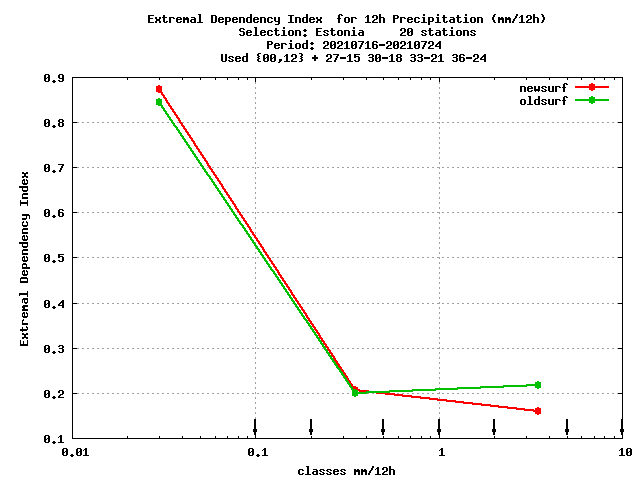 Extremal Dependency Index  for 12h Precipitation (mm/12h)
Selection: Estonia     20 stations
Period: 20210716-20210724
Used {00,12} + 27-15 30-18 33-21 36-24
newsurf
oldsurf
0.9
0.8
0.7
0.6
0.5
0.4
0.3
0.2
0.1
Extremal Dependency Index
0.01
0.1
1
10
classes mm/12h